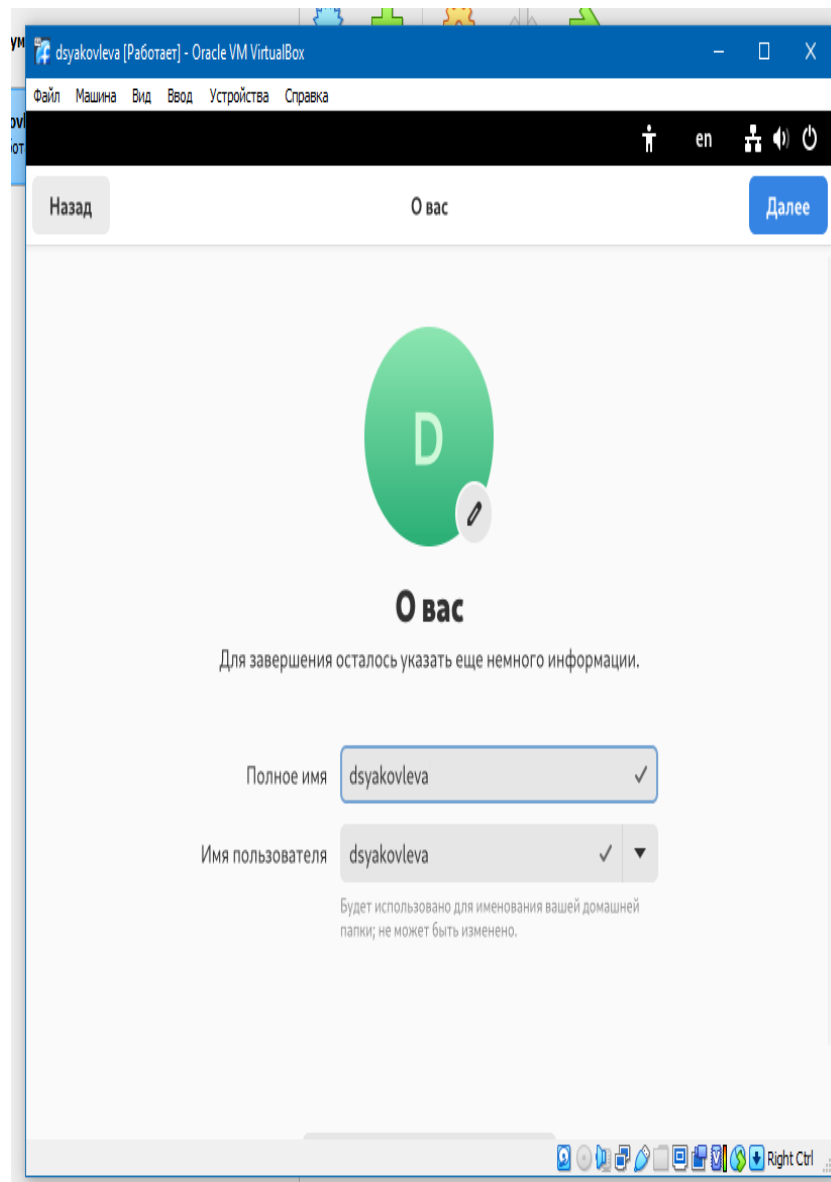 dsyakovleva [Работает] - Oracle VM VirtualBox
Файл Машина Вид Ввод Устройства Справка
en
Назад О вас Далее
D
О вас
Для завершения осталось указать еще немного информации.
Полное имя dsyakovleva
Имя пользователя dsyakovleva
Будет использовано для именования вашей домашней
папки; не может быть изменено.
Right Ctrl